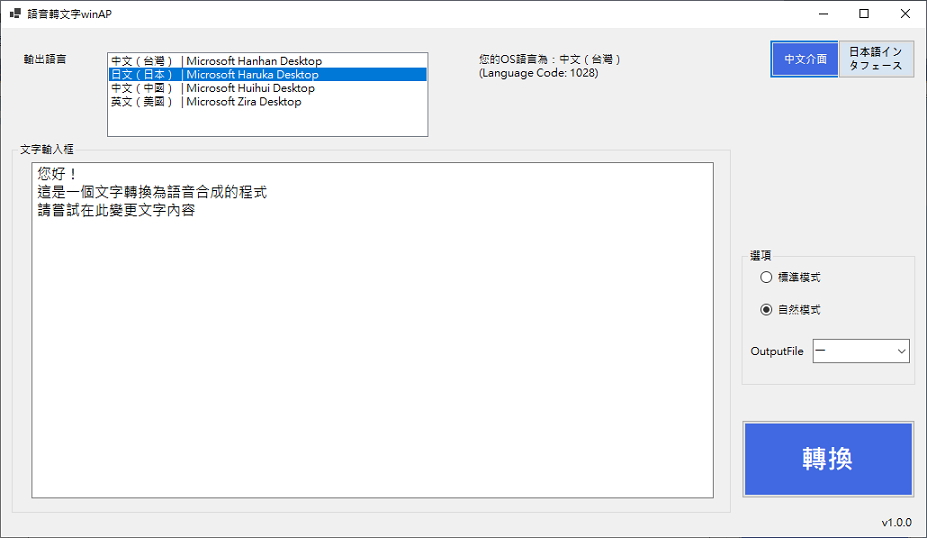 語音轉文字winAP
輸出語言
中文（台灣） | Microsoft Hanhan Desktop
日文（日本） | Microsoft Haruka Desktop
中文（中國） | Microsoft Huihui Desktop
英文（美國） | Microsoft Zira Desktop
您的OS語言為：中文（台灣）
(Language Code: 1028)
中文介面
日本語イン
タフェース
文字輸入框
您好！
這是一個文字轉換為語音合成的程式
請嘗試在此變更文字內容
選項
標準模式
自然模式
OutputFile
一
轉換
v1.0.0